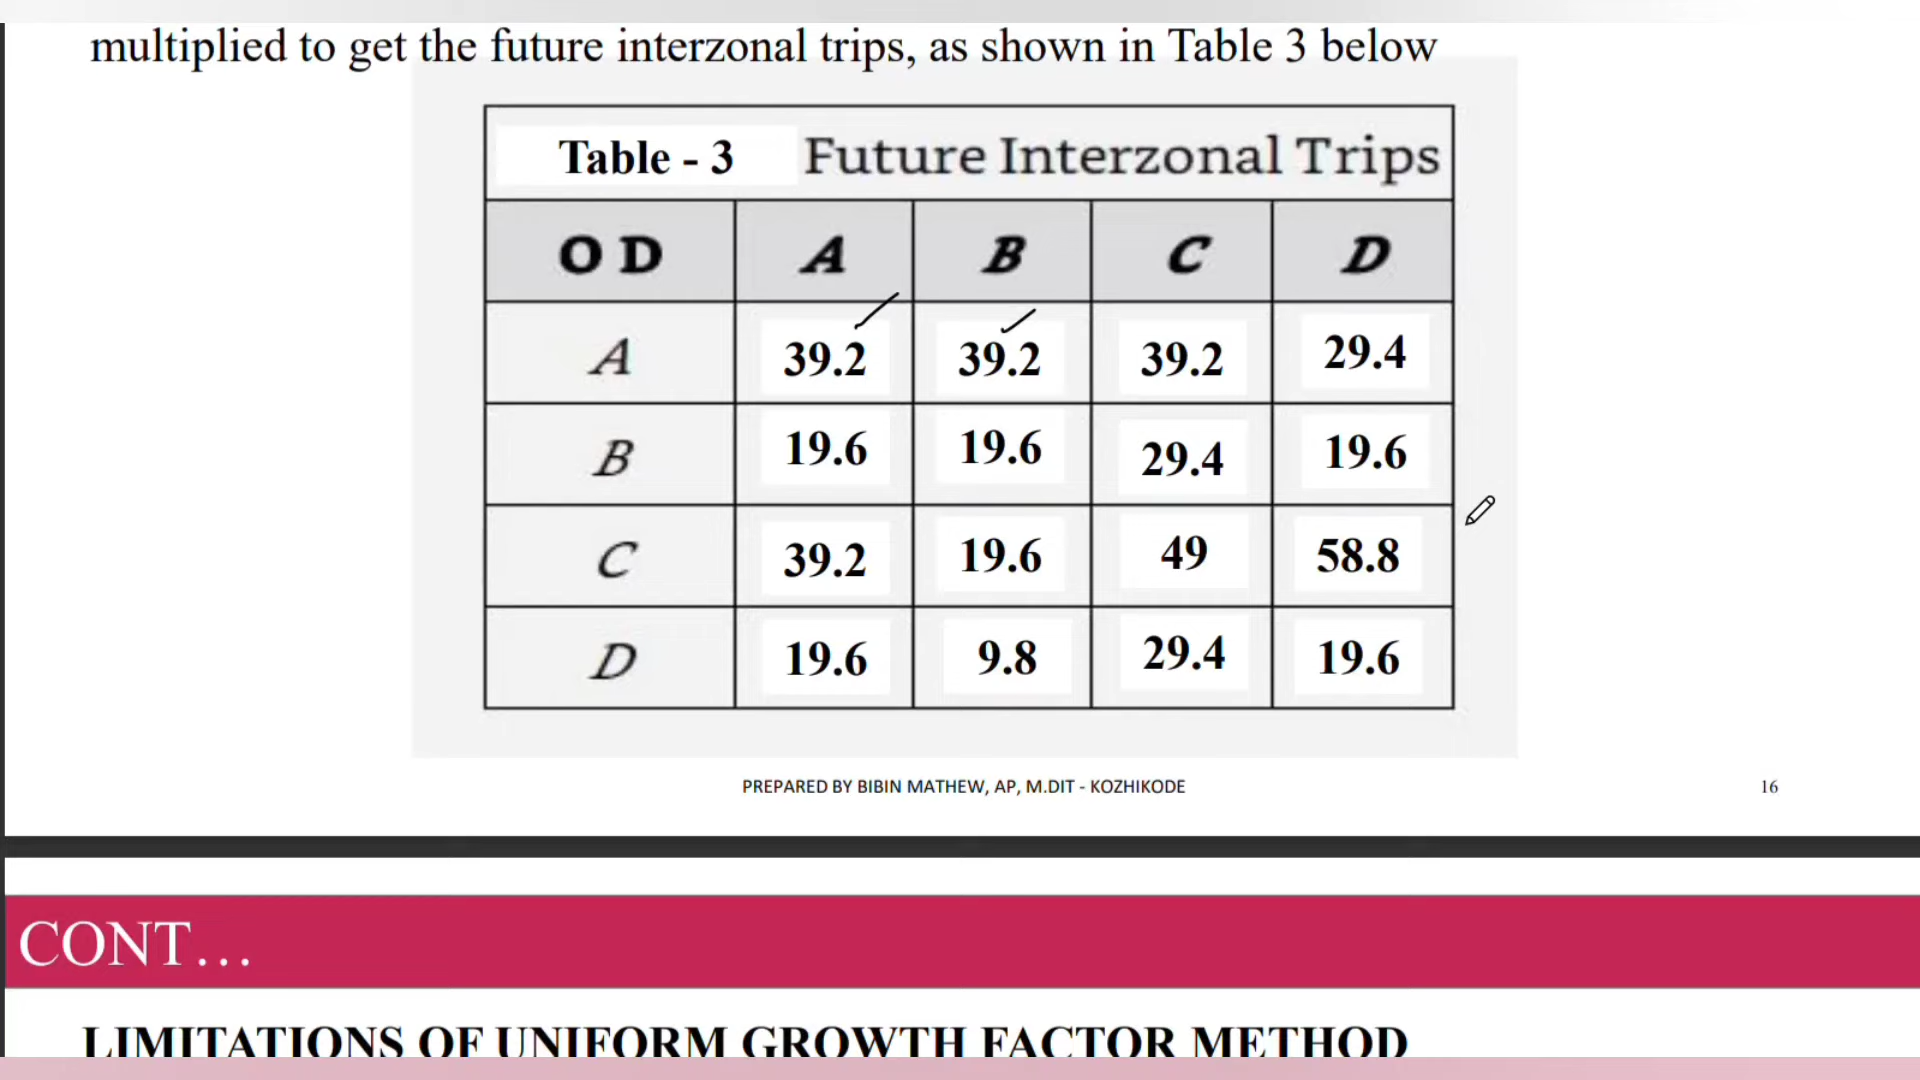 multiplied to get the future interzonal trips, as shown in Table 3 below
Table - 3 Future Interzonal Trips
O D A B C D
A 39.2 39.2 39.2 29.4
B 19.6 19.6 29.4 19.6
C 39.2 19.6 49 58.8
D 19.6 9.8 29.4 19.6
PREPARED BY BIBIN MATHEW, AP, M.DIT - KOZHIKODE 16
CONT...
LIMITATIONS OF UNIFORM GROWTH FACTOR METHOD